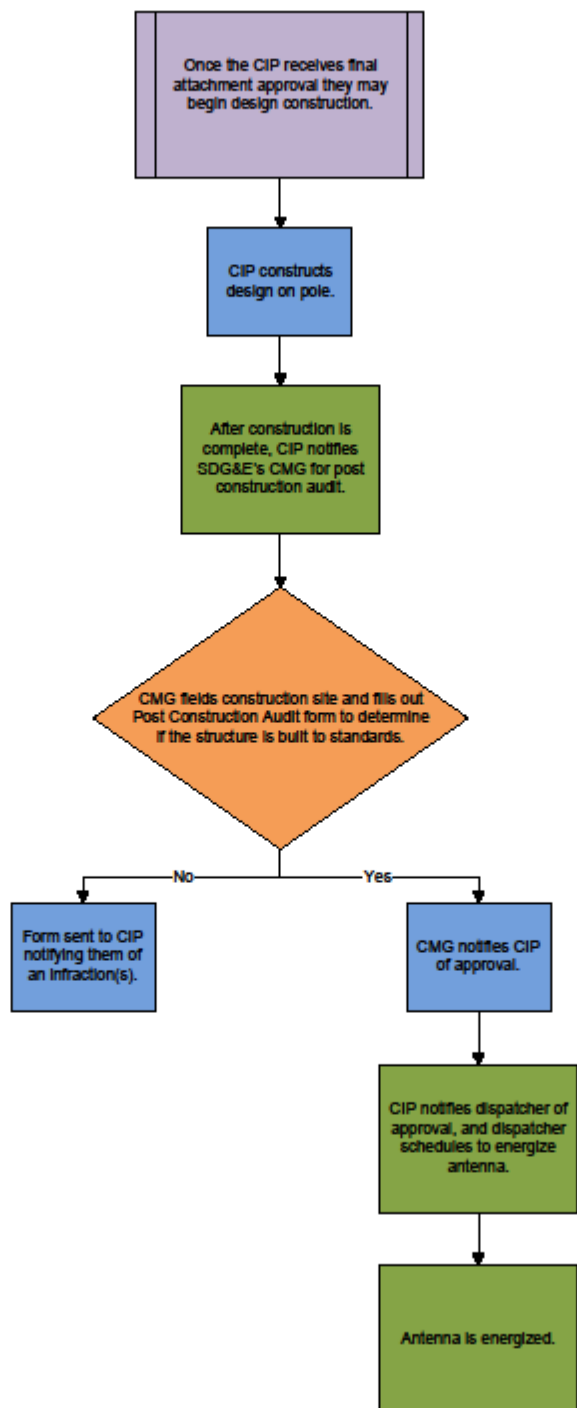 Once the CIP receives final
attachment approval they may
begin design construction.
CIP constructs
design on pole.
After construction is
complete, CIP notifies
SDG&E's CMG for post
construction audit.
CMG fields construction site and fills out
Post Construction Audit form to determine
if the structure is built to standards.
No
Yes
Form sent to CIP
notifying them of
an infraction(s).
CMG notifies CIP
of approval.
CIP notifies dispatcher of
approval, and dispatcher
schedules to energize
antenna.
Antenna is energized.